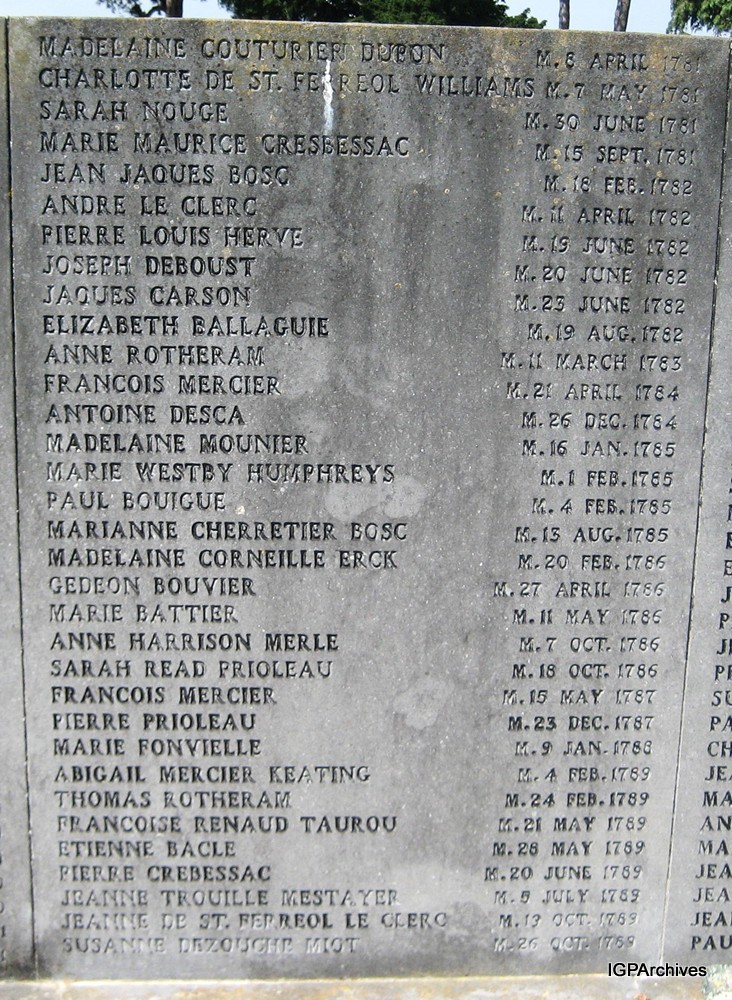 MADELAINE COUTURIER DUPON M. 8 APRIL 1781
CHARLOTTE DE ST. FERREOL WILLIAMS M. 7 MAY 1781
SARAH NOUGE M. 30 JUNE 1781
MARIE MAURICE CRESBESSAC M. 15 SEPT. 1781
JEAN JAQUES BOSC M. 18 FEB. 1782
ANDRE LE CLERC M. 11 APRIL 1782
PIERRE LOUIS HERVE M. 19 JUNE 1782
JOSEPH DEBOUST M. 20 JUNE 1782
JAQUES CARSON M. 23 JUNE 1782
ELIZABETH BALLAGUIE M. 19 AUG. 1782
ANNE ROTHERAM M. 11 MARCH 1783
FRANCOIS MERCIER M. 21 APRIL 1784
ANTOINE DESCA M. 26 DEC. 1784
MADELAINE MOUNIER M. 16 JAN. 1785
MARIE WESTBY HUMPHREYS M. 1 FEB. 1785
PAUL BOUIGUE M. 4 FEB. 1785
MARIANNE CHERRETIER BOSC M. 13 AUG. 1785
MADELAINE CORNEILLE ERCK M. 20 FEB. 1786
GEDEON BOUVIER M. 27 APRIL 1786
MARIE BATTIER M. 11 MAY 1786
ANNE HARRISON MERLE M. 7 OCT. 1786
SARAH READ PRIOLEAU M. 18 OCT. 1786
FRANCOIS MERCIER M. 15 MAY 1787
PIERRE PRIOLEAU M. 23 DEC. 1787
MARIE FONVIELLE M. 9 JAN. 1788
ABIGAIL MERCIER KEATING M. 4 FEB. 1789
THOMAS ROTHERAM M. 24 FEB. 1789
FRANCOISE RENAUD TAUROU M. 21 MAY 1789
ETIENNE BACLE M. 28 MAY 1789
PIERRE CREBESSAC M. 20 JUNE 1789
JEANNE TROUILLE MESTAYER M. 5 JULY 1789
JEANNE DE ST. FERREOL LE CLERC M. 13 OCT. 1789
SUSANNE DEZOUCHE MIOT M. 26 OCT. 1789
IGPArchives